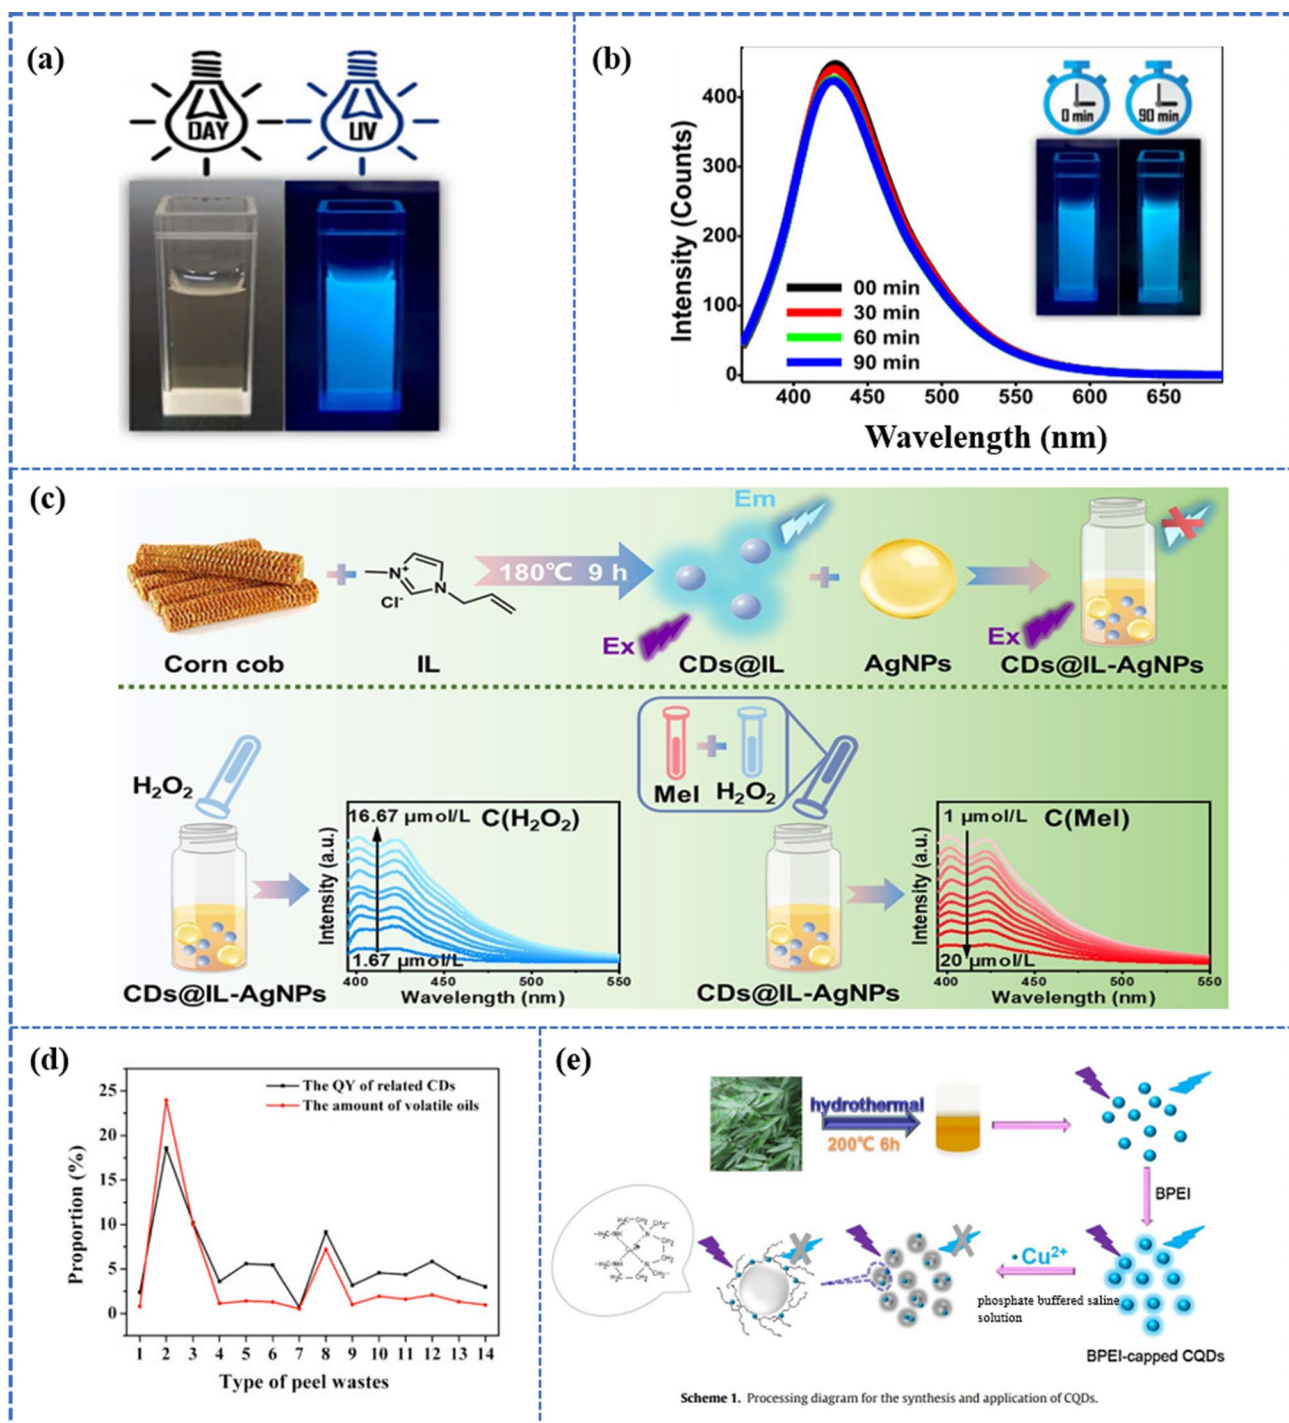 (a)
DAY
UV
(b)
Intensity (Counts)
400
300
200
100
0
00 min
30 min
60 min
90 min
0 min
90 min
400
450
500
550
600
650
Wavelength (nm)
(c)
Corn cob
N⁺
N
Cl⁻
IL
180℃ 9 h
Em
Ex
CDs@IL
AgNPs
Ex
CDs@IL-AgNPs
H₂O₂
CDs@IL-AgNPs
Intensity (a.u.)
16.67 μmol/L
C(H₂O₂)
1.67 μmol/L
400
450
500
550
Wavelength (nm)
Mel
H₂O₂
CDs@IL-AgNPs
Intensity (a.u.)
1 μmol/L
C(Mel)
20 μmol/L
400
450
500
550
Wavelength (nm)
(d)
Proportion (%)
25
20
15
10
5
0
The QY of related CDs
The amount of volatile oils
1 2 3 4 5 6 7 8 9 10 11 12 13 14
Type of peel wastes
(e)
hydrothermal
200℃ 6h
BPEI
Cu²⁺
phosphate buffered saline
solution
BPEI-capped CQDs
Scheme 1. Processing diagram for the synthesis and application of CQDs.